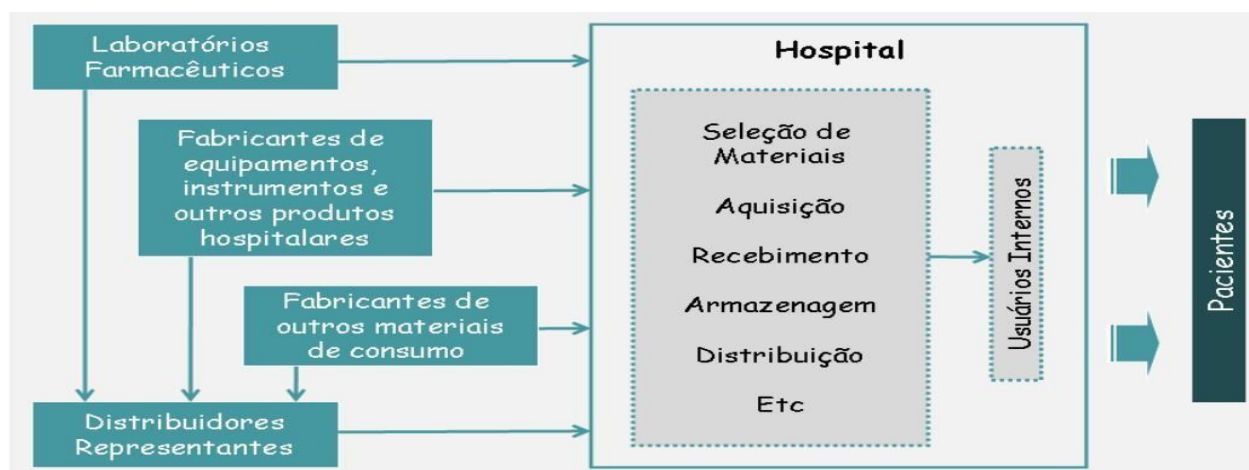 Laboratórios
Farmacêuticos
Fabricantes de
equipamentos,
instrumentos e
outros produtos
hospitalares
Fabricantes de
outros materiais
de consumo
Distribuidores
Representantes
Hospital
Seleção de
Materiais
Aquisição
Recebimento
Armazenagem
Distribuição
Etc
Usuários Internos
Pacientes